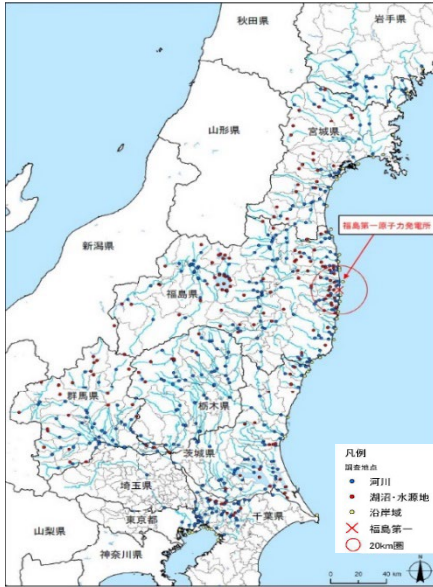 秋田県
岩手県
山形県
宮城県
福島第一原子力発電所
新潟県
福島県
群馬県
栃木県
茨城県
埼玉県
東京都
千葉県
山梨県
神奈川県
凡例
調査地点
河川
湖沼・水源地
沿岸域
福島第一
20km圏
N
0 20 40 km